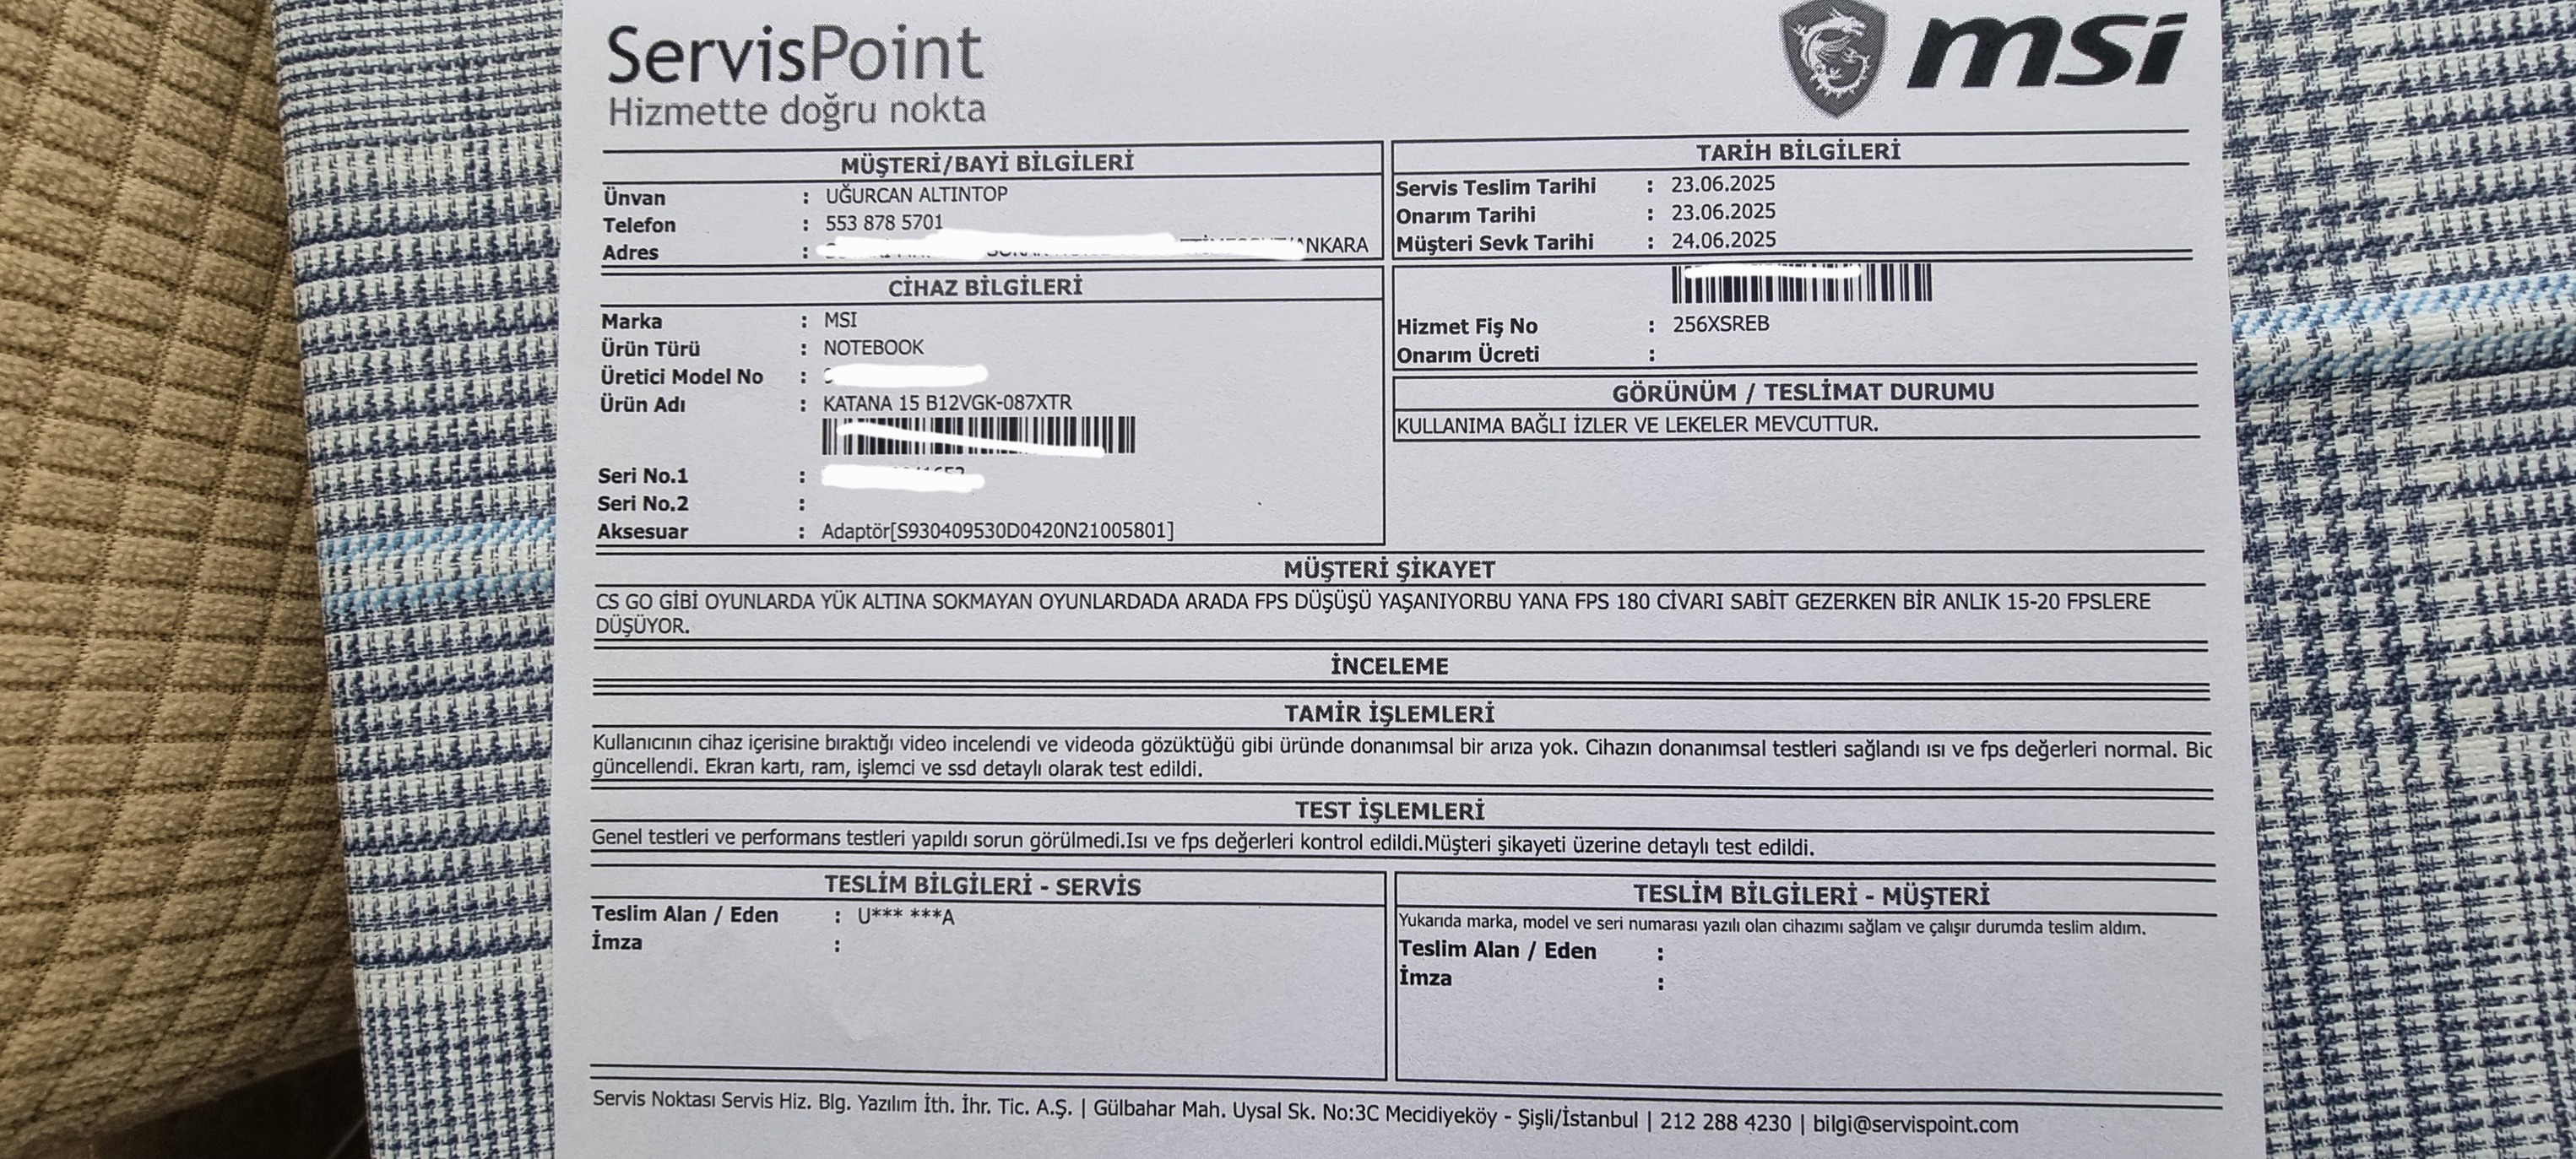 ServisPoint
Hizmette doğru nokta
msi
MÜŞTERİ/BAYİ BİLGİLERİ
Ünvan : UĞURCAN ALTINTOP
Telefon : 553 878 5701
Adres : ANKARA
TARİH BİLGİLERİ
Servis Teslim Tarihi : 23.06.2025
Onarım Tarihi : 23.06.2025
Müşteri Sevk Tarihi : 24.06.2025
CİHAZ BİLGİLERİ
Marka : MSI
Ürün Türü : NOTEBOOK
Üretici Model No :
Ürün Adı : KATANA 15 B12VGK-087XTR
Seri No.1 :
Seri No.2 :
Aksesuar : Adaptör[S930409530D0420N21005801]
Hizmet Fiş No : 256XSREB
Onarım Ücreti :
GÖRÜNÜM / TESLİMAT DURUMU
KULLANIMA BAĞLI İZLER VE LEKELER MEVCUTTUR.
MÜŞTERİ ŞİKAYET
CS GO GİBİ OYUNLARDA YÜK ALTINA SOKMAYAN OYUNLARDADA ARADA FPS DÜŞÜŞÜ YAŞANIYORBU YANA FPS 180 CİVARI SABİT GEZERKEN BİR ANLIK 15-20 FPSLERE
DÜŞÜYOR.
İNCELEME
TAMİR İŞLEMLERİ
Kullanıcının cihaz içerisine bıraktığı video incelendi ve videoda gözüktüğü gibi üründe donanımsal bir arıza yok. Cihazın donanımsal testleri sağlandı ısı ve fps değerleri normal.
güncellendi. Ekran kartı, ram, işlemci ve ssd detaylı olarak test edildi.
TEST İŞLEMLERİ
Genel testleri ve performans testleri yapıldı sorun görülmedi.Isı ve fps değerleri kontrol edildi.Müşteri şikayeti üzerine detaylı test edildi.
TESLİM BİLGİLERİ - SERVİS
Teslim Alan / Eden : U*** ***A
İmza :
TESLİM BİLGİLERİ - MÜŞTERİ
Yukarıda marka, model ve seri numarası yazılı olan cihazımı sağlam ve çalışır durumda teslim aldım.
Teslim Alan / Eden :
İmza :
Servis Noktası Servis Hiz. Blg. Yazılım İth. İhr. Tic. A.Ş. | Gülbahar Mah. Uysal Sk. No:3C Mecidiyeköy - Şişli/İstanbul | 212 288 4230 | bilgi@servispoint.com